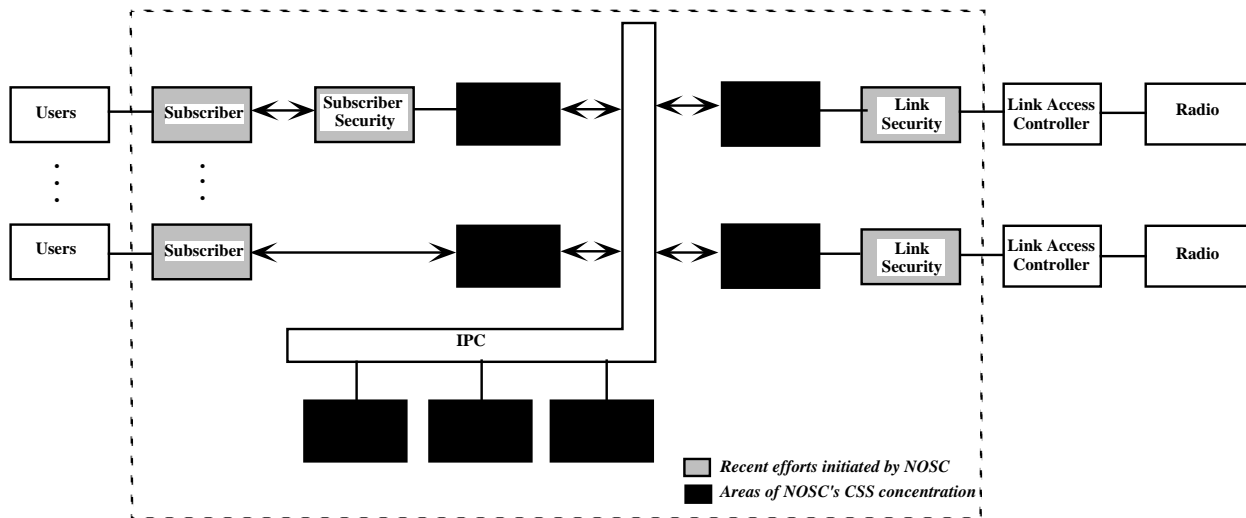 Users
Subscriber
Subscriber
Security
Link
Security
Link Access
Controller
Radio
Users
Subscriber
Link
Security
Link Access
Controller
Radio
IPC
Recent efforts initiated by NOSC
Areas of NOSC's CSS concentration